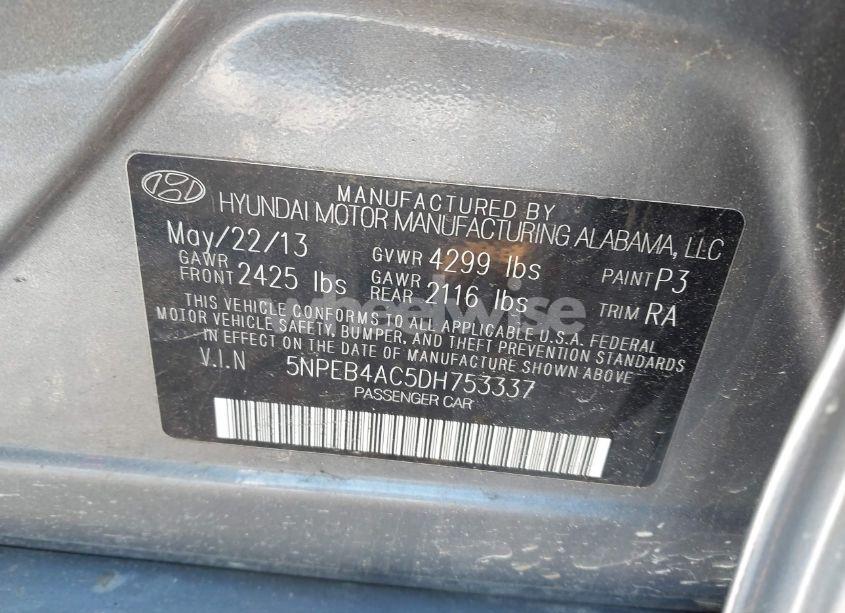 MANUFACTURED BY
HYUNDAI MOTOR MANUFACTURING ALABAMA, LLC
May/22/13 GVWR 4299 lbs PAINT P3
GAWR FRONT 2425 lbs GAWR REAR 2116 lbs TRIM RA
THIS VEHICLE CONFORMS TO ALL APPLICABLE U.S.A. FEDERAL
MOTOR VEHICLE SAFETY, BUMPER, AND THEFT PREVENTION STANDARDS
IN EFFECT ON THE DATE OF MANUFACTURE SHOWN ABOVE
V.I.N 5NPEB4AC5DH753337
PASSENGER CAR
wheelwise